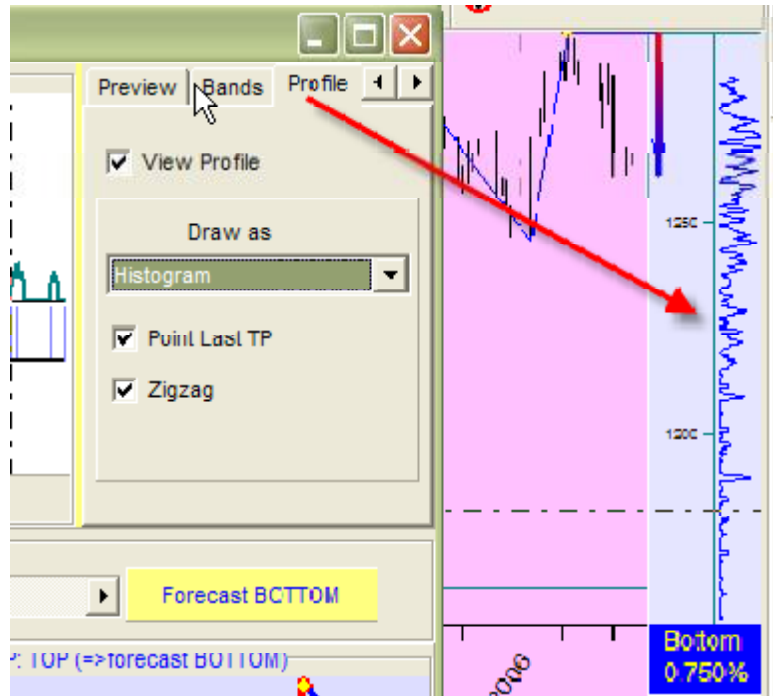 Preview Bands Profile
View Profile
Draw as
Histogram
Point Last TP
Zigzag
Forecast BOTTOM
P: TOP (=>forecast BOTTOM)
1250
1200
2006
Bottom
0.750%